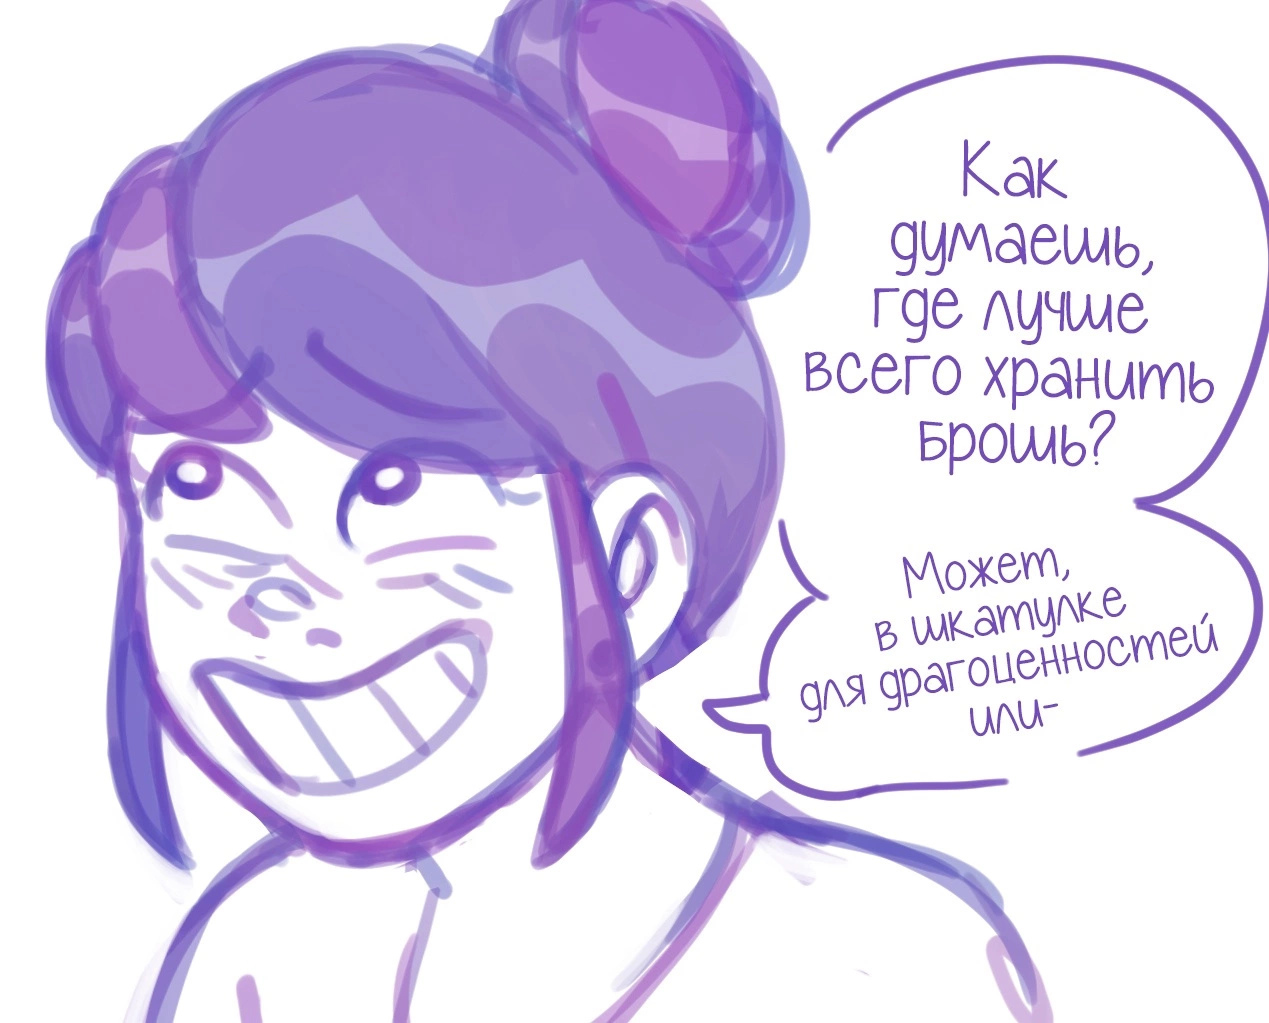 Как
думаешь,
где лучше
всего хранить
брошь?
Может,
в шкатулке
для драгоценностей
или-